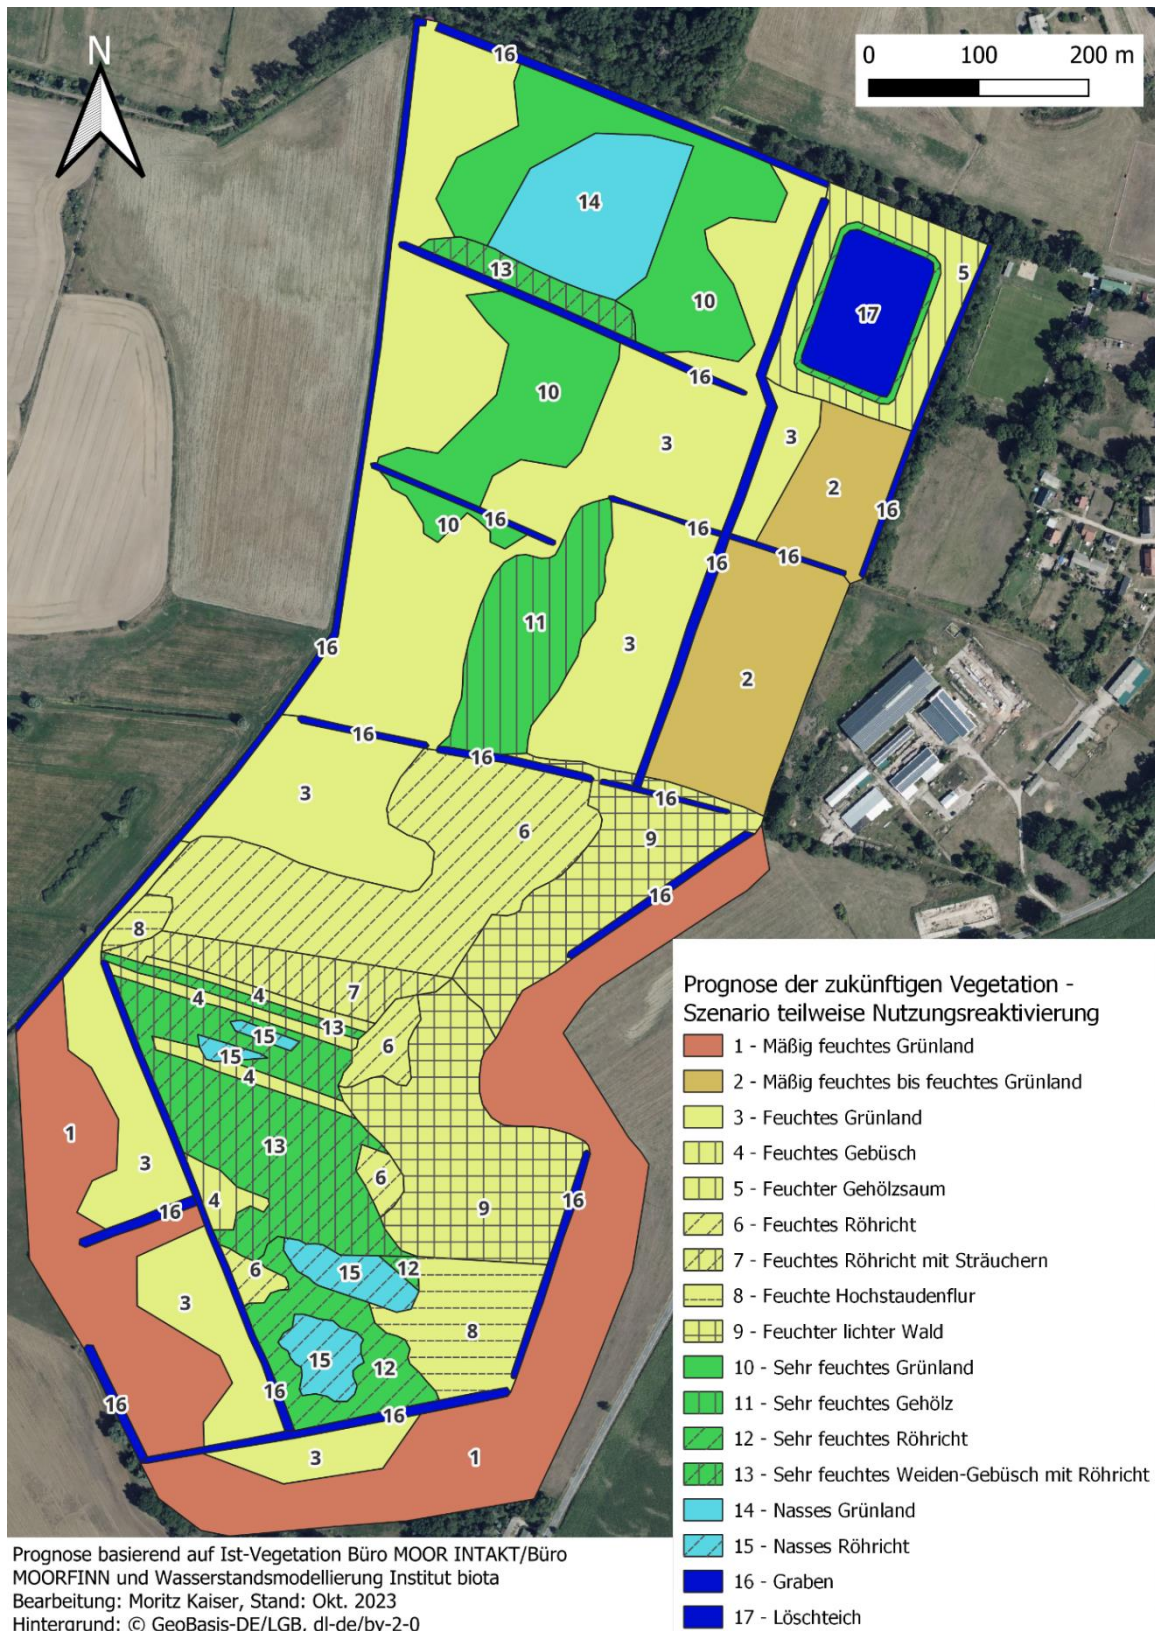 N
0 100 200 m
16
14
13
10
5
17
16
10
3
3
2
16
10
16
16
16
16
11
3
2
16
16
16
3
16
6
9
16
8
7
4
4
13
15
15
6
4
1
3
13
6
4
9
16
16
6
15
12
3
8
15
12
16
16
16
3
1
Prognose der zukünftigen Vegetation -
Szenario teilweise Nutzungsreaktivierung
1 - Mäßig feuchtes Grünland
2 - Mäßig feuchtes bis feuchtes Grünland
3 - Feuchtes Grünland
4 - Feuchtes Gebüsch
5 - Feuchter Gehölzsaum
6 - Feuchtes Röhricht
7 - Feuchtes Röhricht mit Sträuchern
8 - Feuchte Hochstaudenflur
9 - Feuchter lichter Wald
10 - Sehr feuchtes Grünland
11 - Sehr feuchtes Gehölz
12 - Sehr feuchtes Röhricht
13 - Sehr feuchtes Weiden-Gebüsch mit Röhricht
14 - Nasses Grünland
15 - Nasses Röhricht
16 - Graben
17 - Löschteich
Prognose basierend auf Ist-Vegetation Büro MOOR INTAKT/Büro
MOORFINN und Wasserstandsmodellierung Institut biota
Bearbeitung: Moritz Kaiser, Stand: Okt. 2023
Hintergrund: © GeoBasis-DE/LGB, dl-de/by-2-0